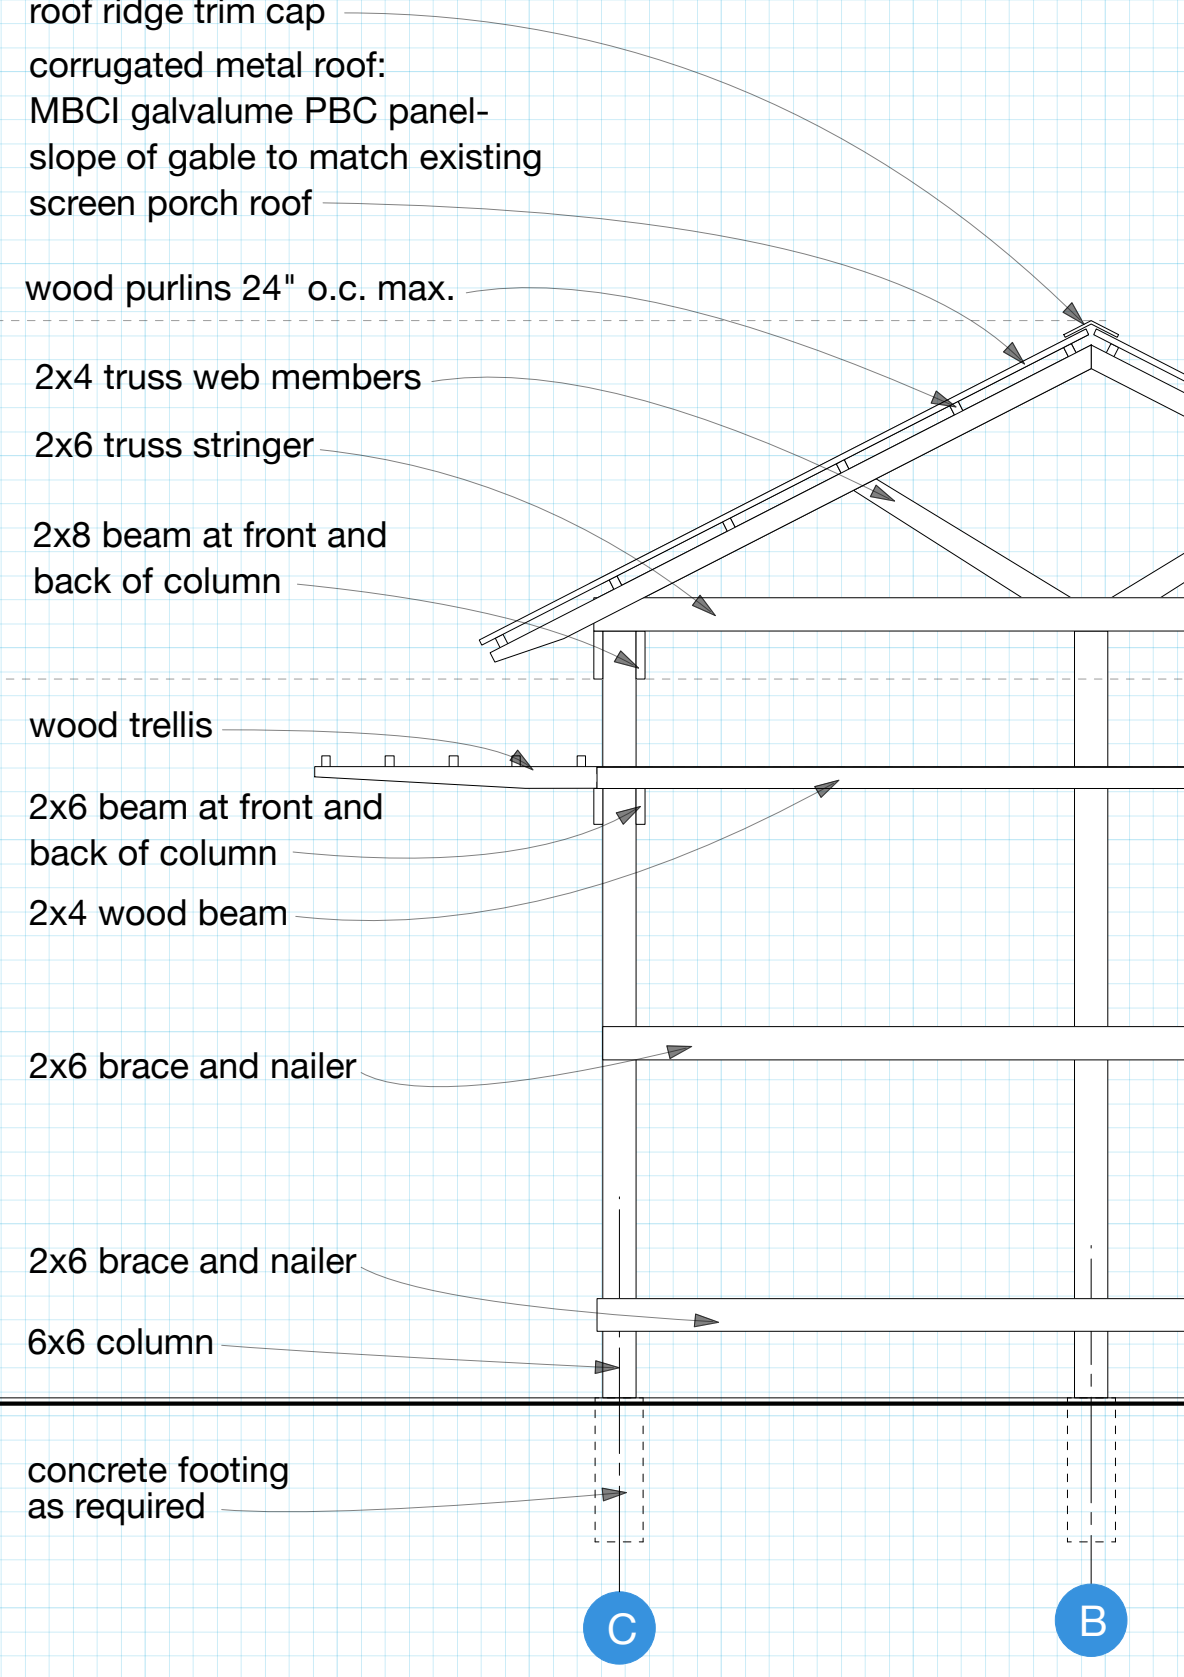 roof ridge trim cap
corrugated metal roof:
MBCI galvalume PBC panel-
slope of gable to match existing
screen porch roof
wood purlins 24" o.c. max.
2x4 truss web members
2x6 truss stringer
2x8 beam at front and
back of column
wood trellis
2x6 beam at front and
back of column
2x4 wood beam
2x6 brace and nailer
2x6 brace and nailer
6x6 column
concrete footing
as required
C
B